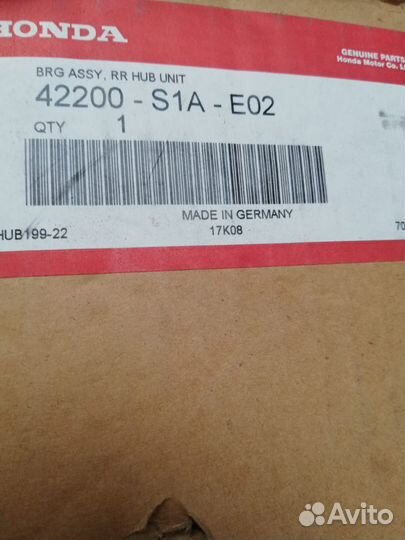 HONDA
GENUINE PARTS
Honda Motor Co. L
BRG ASSY, RR HUB UNIT
42200 - S1A - E02
QTY 1
MADE IN GERMANY
HUB199-22 17K08 70
Avito